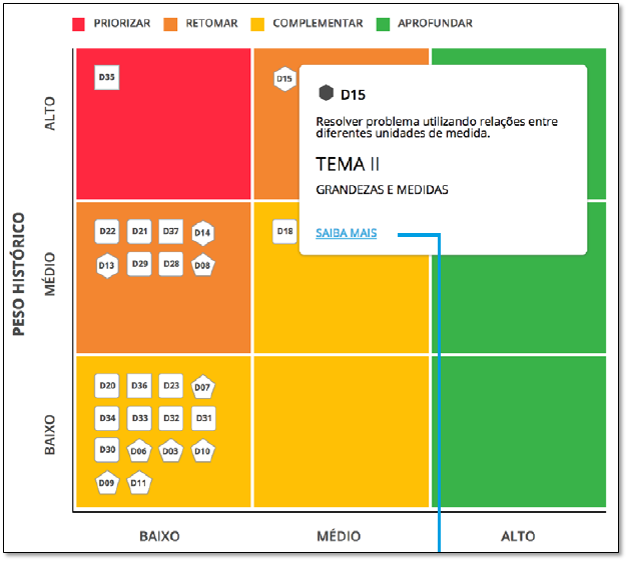 PRIORIZAR RETOMAR COMPLEMENTAR APROFUNDAR
PESO HISTÓRICO
ALTO
D35
D15
D15
Resolver problema utilizando relações entre
diferentes unidades de medida.
TEMA II
GRANDEZAS E MEDIDAS
SAIBA MAIS
MÉDIO
D22 D21 D37 D14
D13 D29 D28 D08
D18
BAIXO
D20 D36 D23 D07
D34 D33 D32 D31
D30 D06 D03 D10
D09 D11
BAIXO MÉDIO ALTO